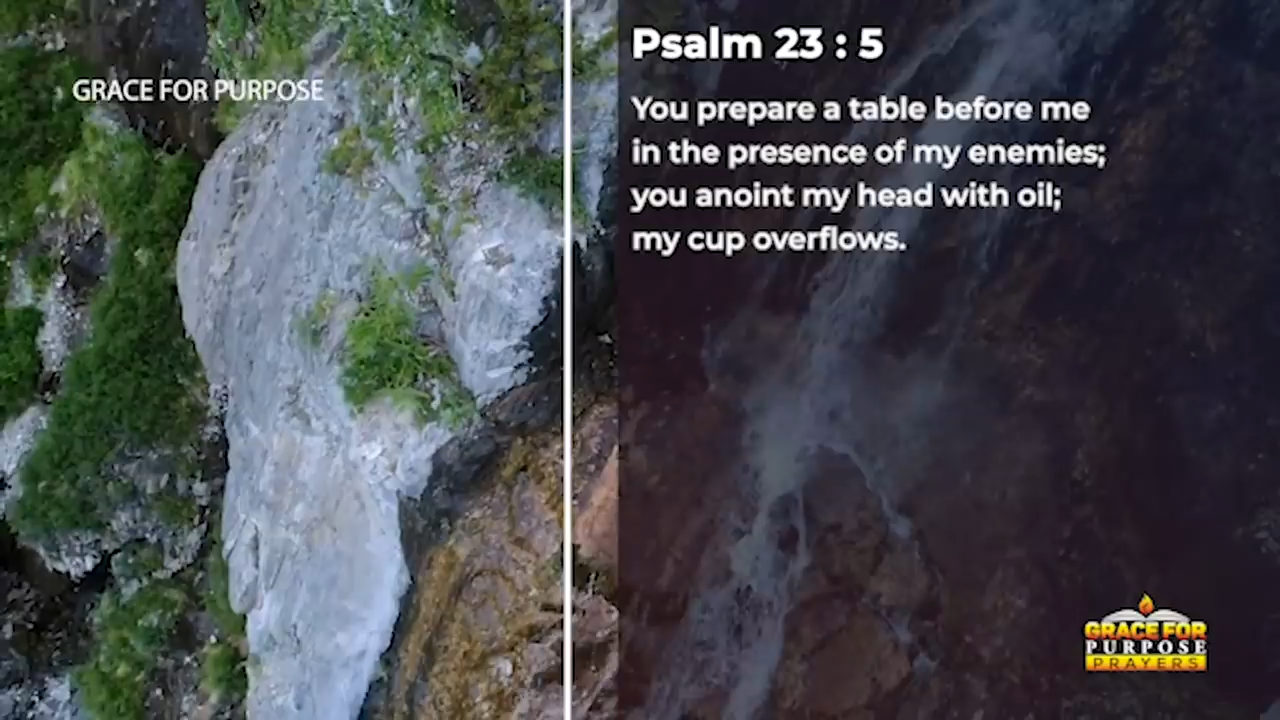 GRACE FOR PURPOSE
Psalm 23 : 5
You prepare a table before me
in the presence of my enemies;
you anoint my head with oil;
my cup overflows.
GRACE FOR
PURPOSE
PRAYERS